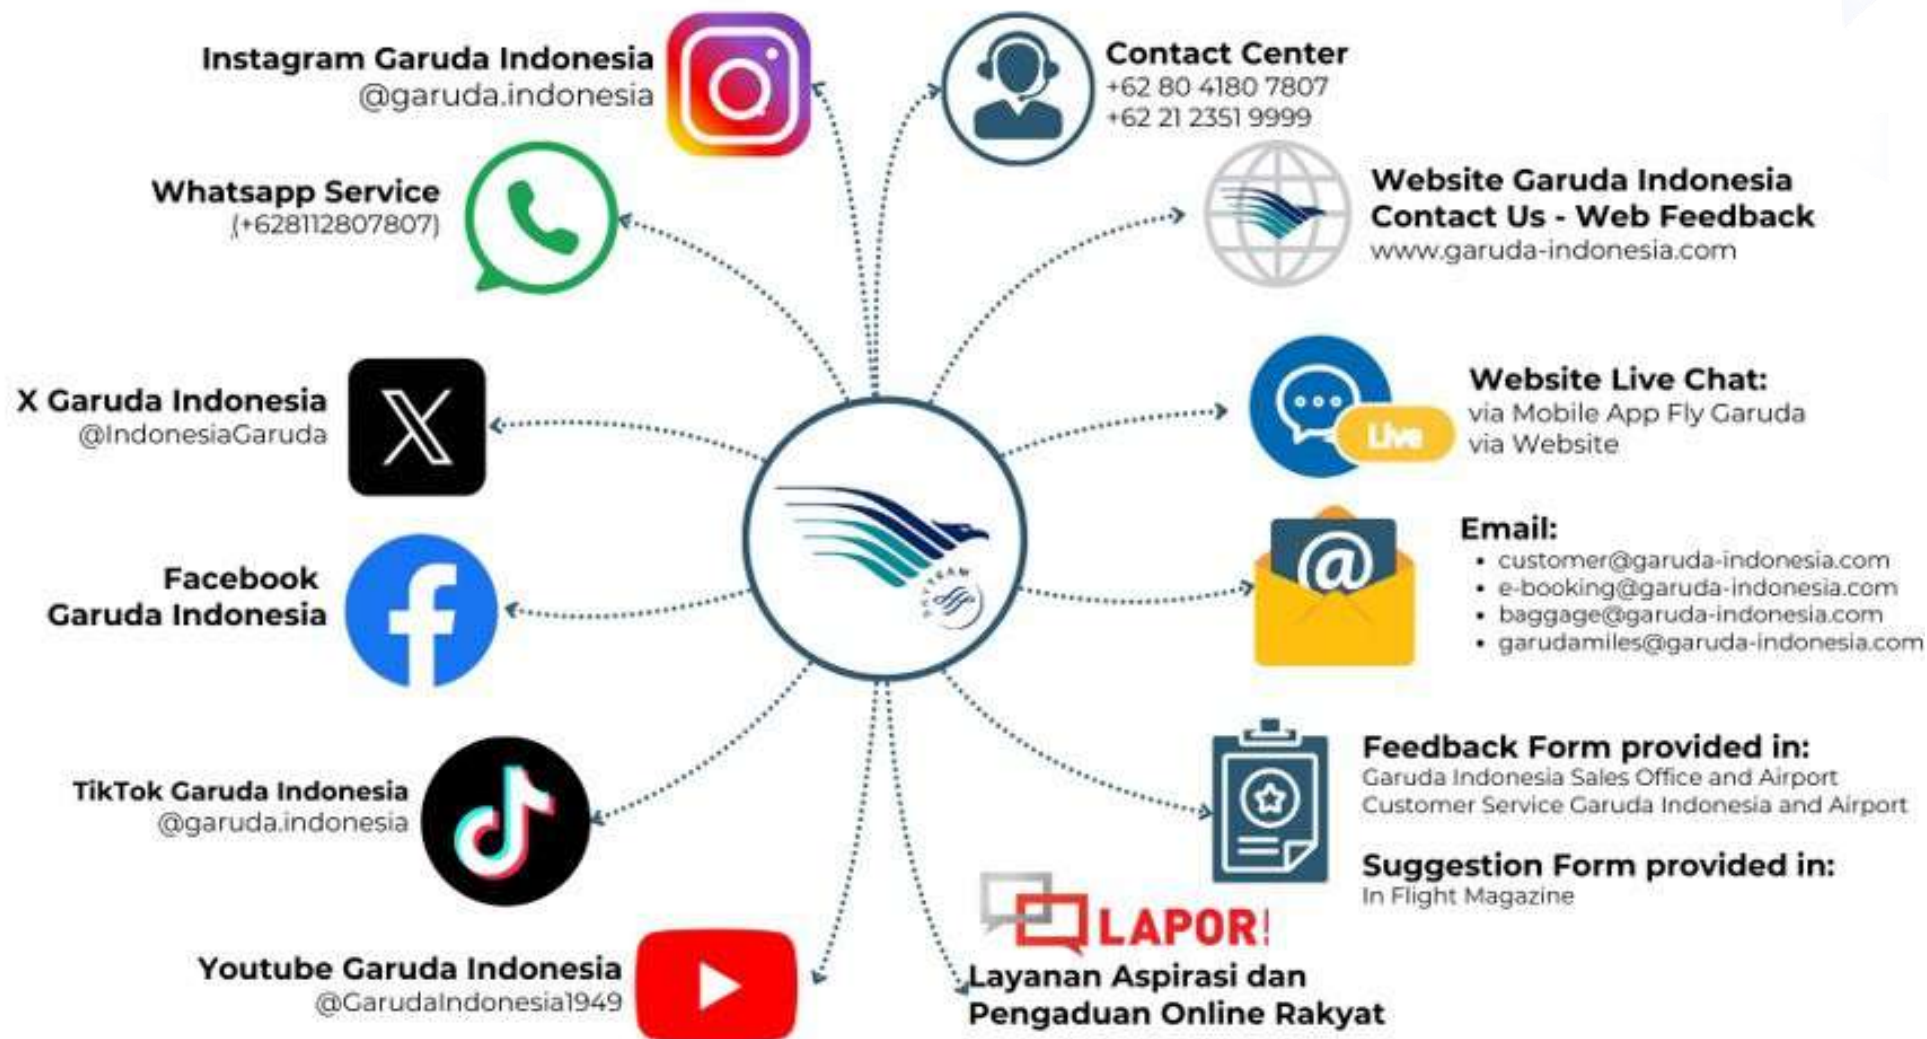 Instagram Garuda Indonesia
@garuda.indonesia
Whatsapp Service
(+628112807807)
X Garuda Indonesia
@IndonesiaGaruda
Facebook
Garuda Indonesia
TikTok Garuda Indonesia
@garuda.indonesia
Youtube Garuda Indonesia
@GarudaIndonesia1949
SKYTEAM
Contact Center
+62 80 4180 7807
+62 21 2351 9999
Website Garuda Indonesia
Contact Us - Web Feedback
www.garuda-indonesia.com
Live
Website Live Chat:
via Mobile App Fly Garuda
via Website
Email:
• customer@garuda-indonesia.com
• e-booking@garuda-indonesia.com
• baggage@garuda-indonesia.com
• garudamiles@garuda-indonesia.com
Feedback Form provided in:
Garuda Indonesia Sales Office and Airport
Customer Service Garuda Indonesia and Airport
Suggestion Form provided in:
In Flight Magazine
LAPOR!
Layanan Aspirasi dan
Pengaduan Online Rakyat